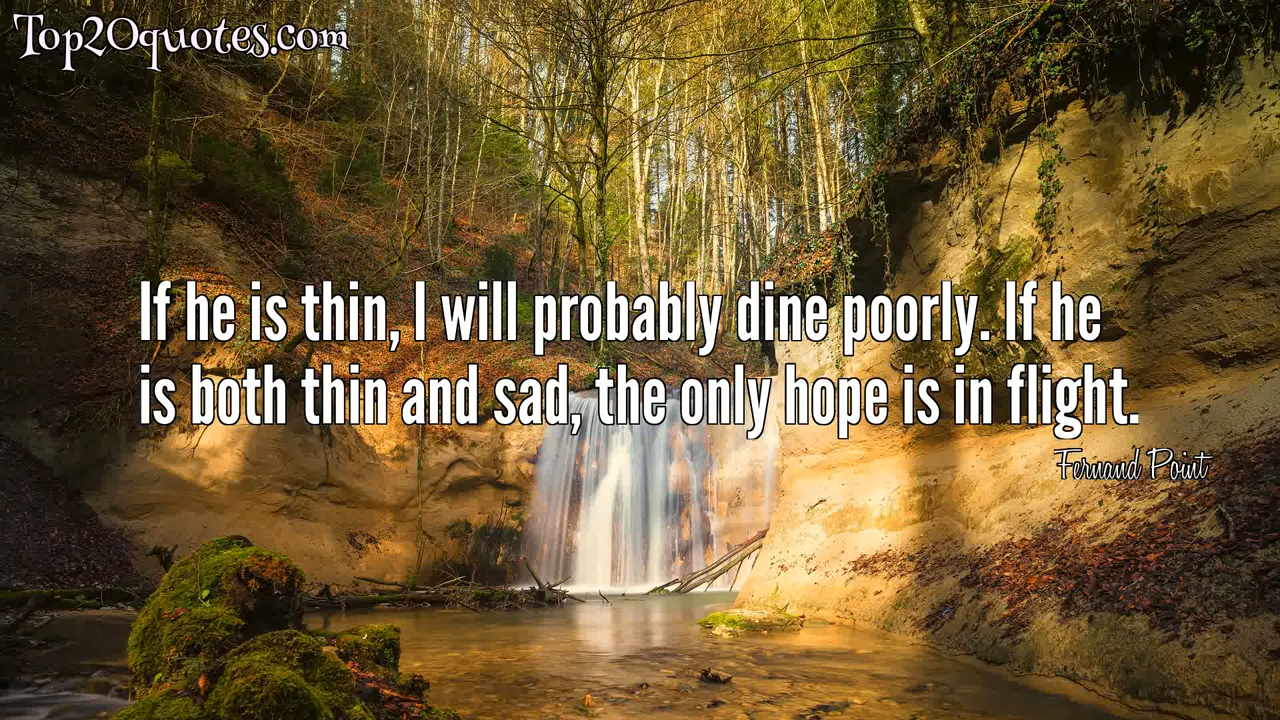 Top20quotes.com
If he is thin, I will probably dine poorly. If he
is both thin and sad, the only hope is in flight.
Fernand Point